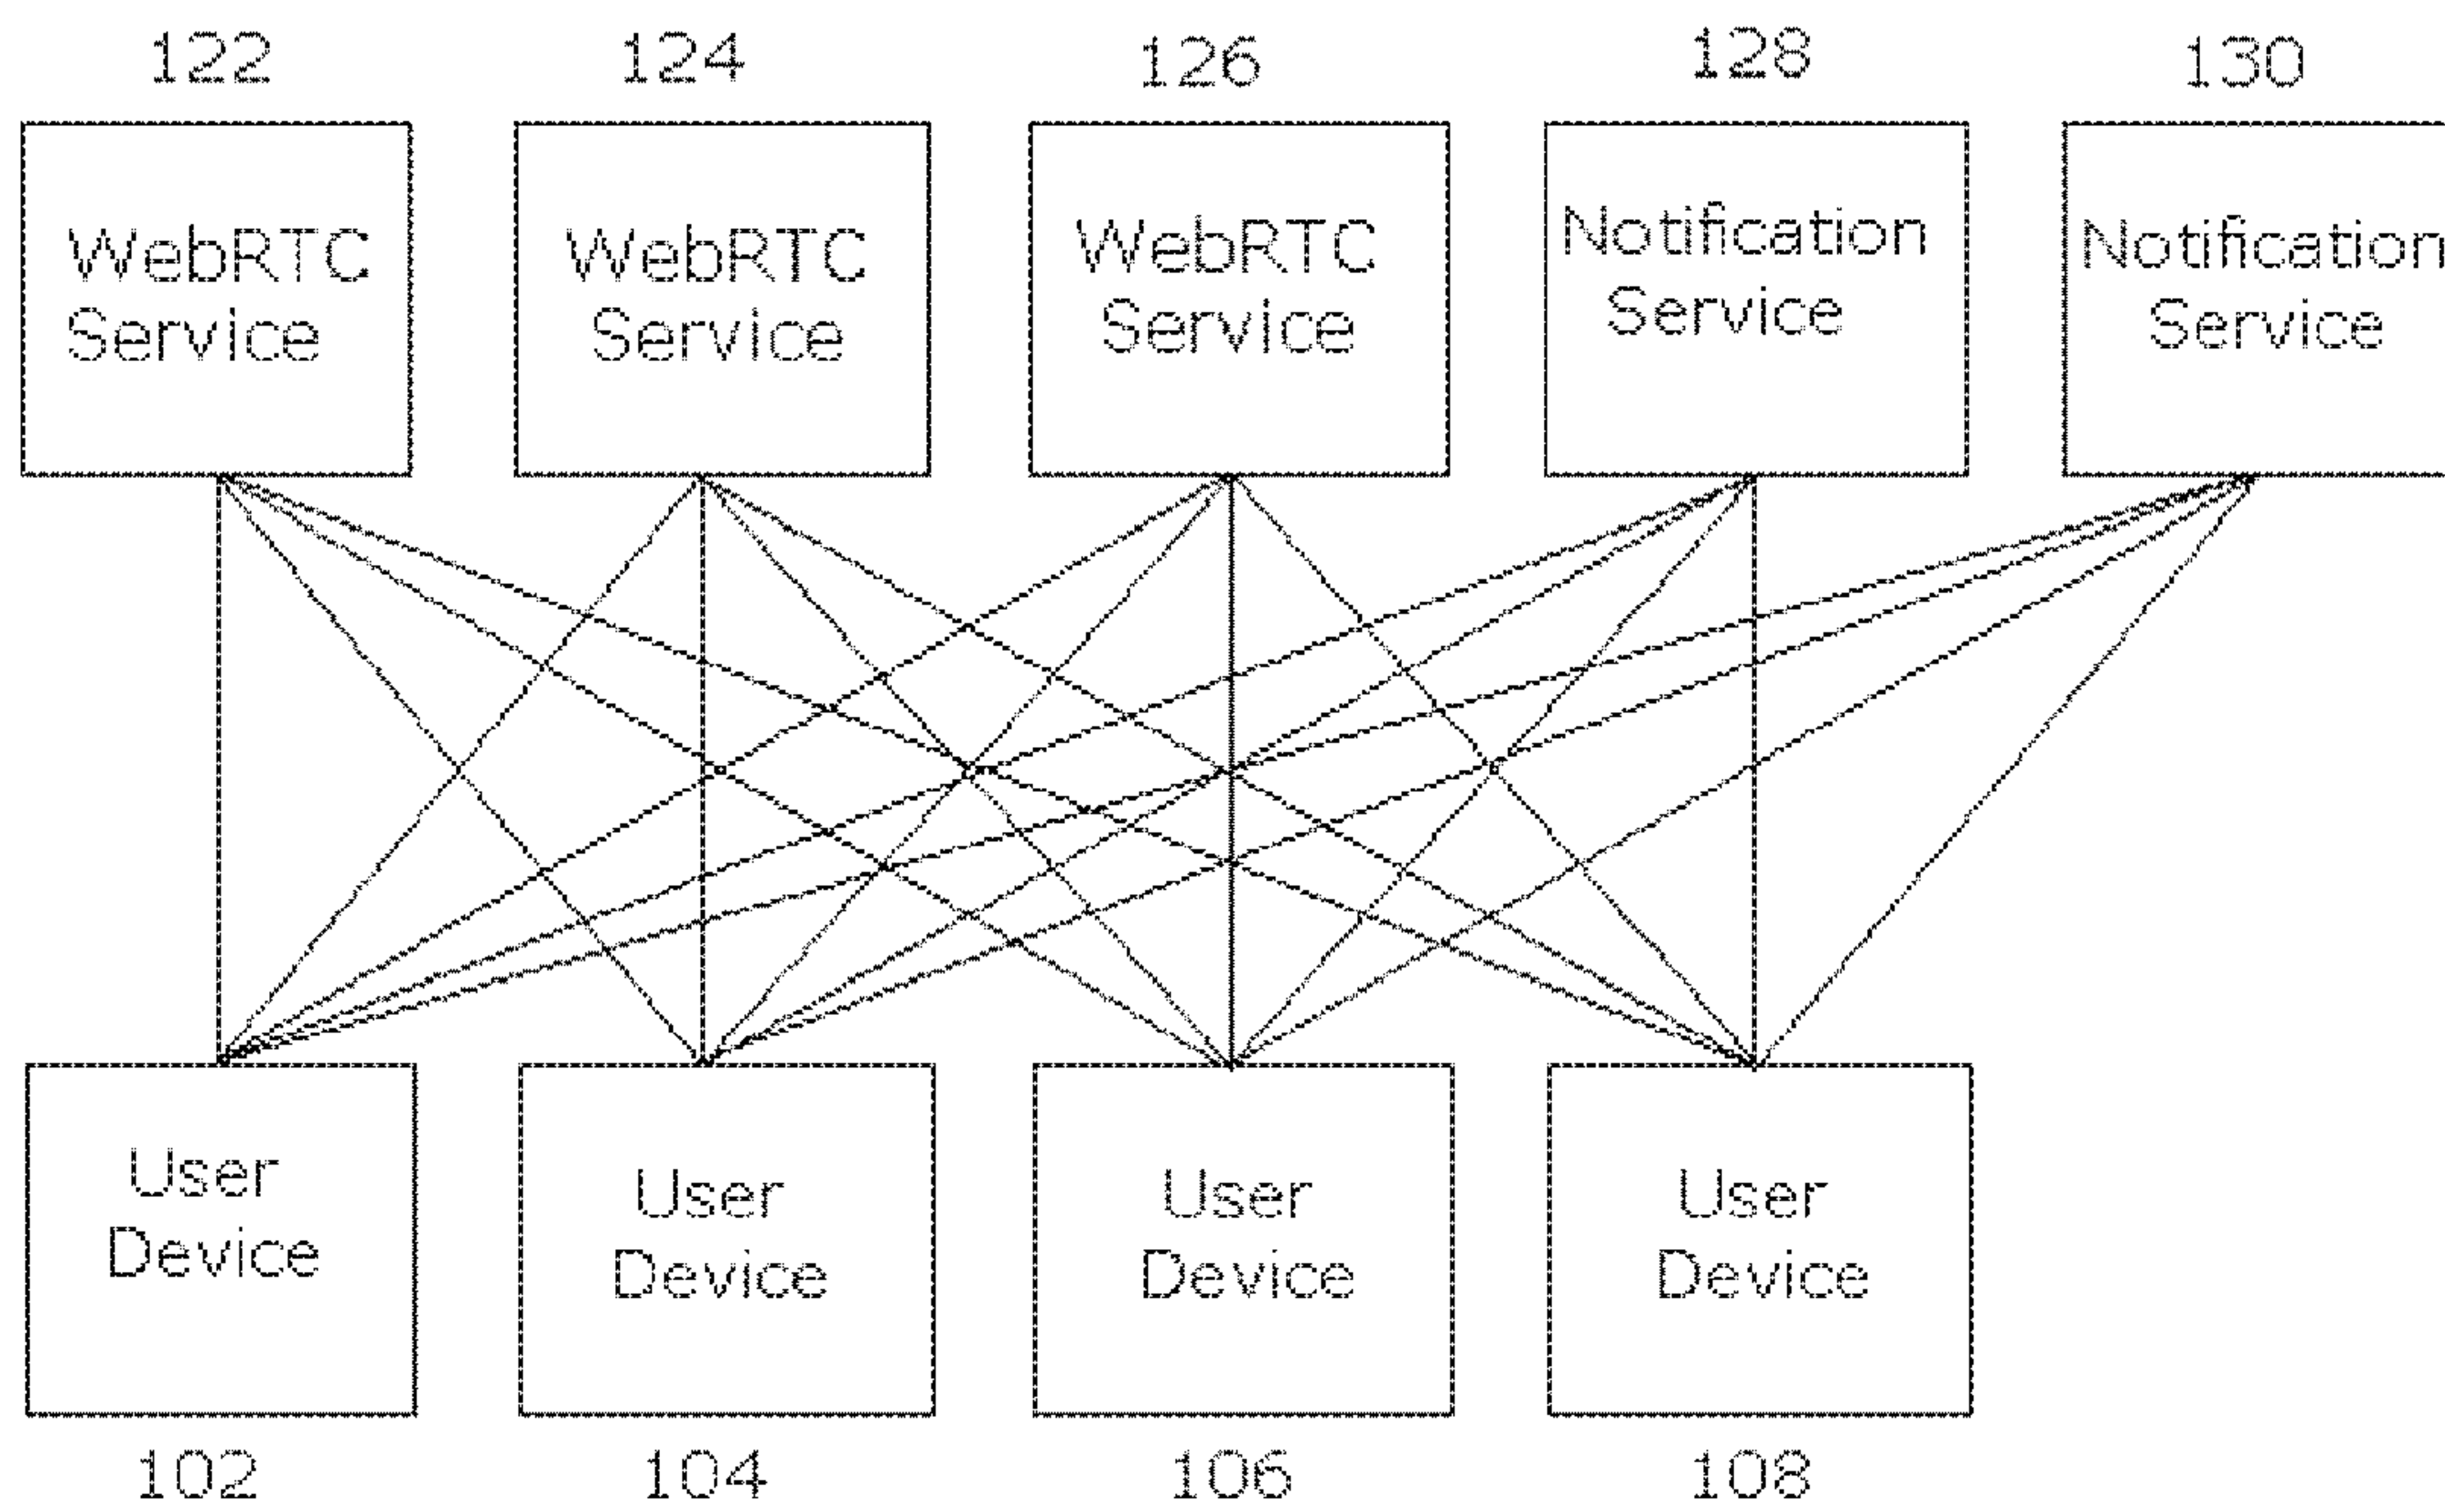 122
124
126
128
130
WebRTC
Service
WebRTC
Service
WebRTC
Service
Notification
Service
Notification
Service
User
Device
User
Device
User
Device
User
Device
102
104
106
108